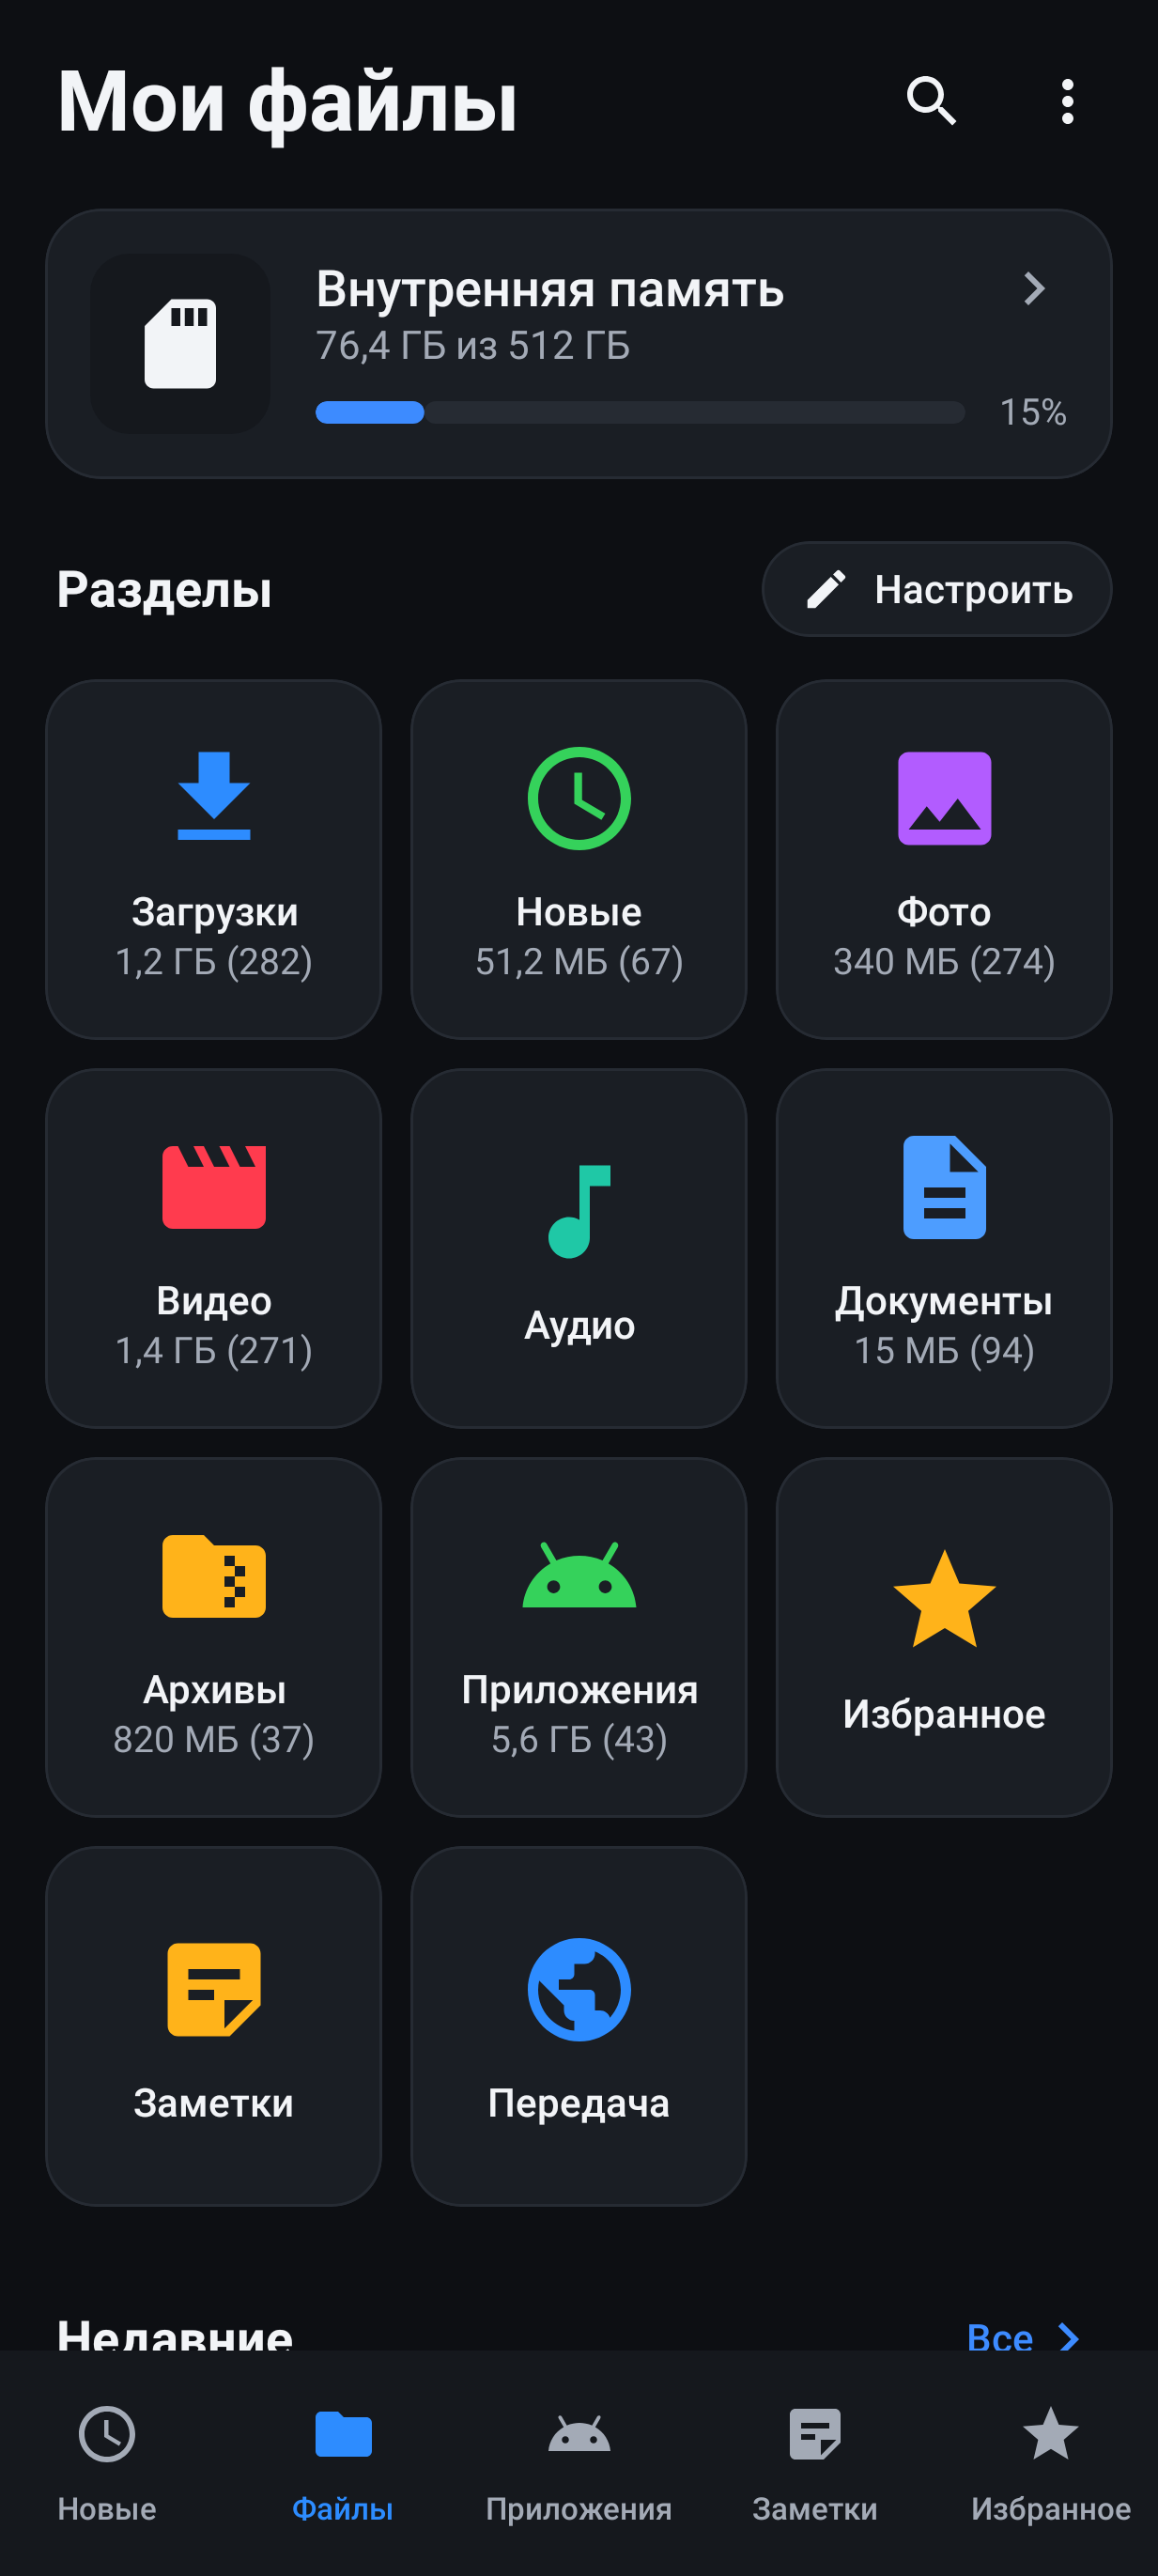 Мои файлы
Внутренняя память
76,4 ГБ из 512 ГБ
15%
Разделы
Настроить
Загрузки
1,2 ГБ (282)
Новые
51,2 МБ (67)
Фото
340 МБ (274)
Видео
1,4 ГБ (271)
Аудио
Документы
15 МБ (94)
Архивы
820 МБ (37)
Приложения
5,6 ГБ (43)
Избранное
Заметки
Передача
Недавние
Все
Новые
Файлы
Приложения
Заметки
Избранное